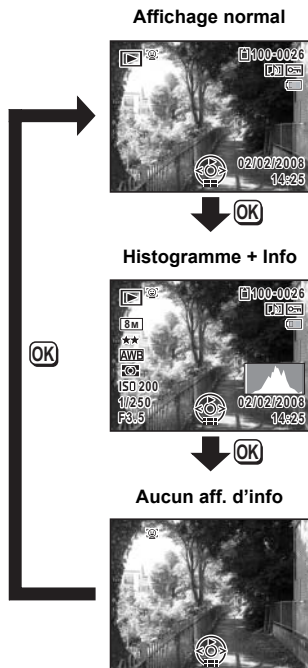 Affichage normal
100-0026
02/02/2008
14:25
OK
Histogramme + Info
100-0026
8M
AWB
ISO 200
1/250
F3.5
02/02/2008
14:25
OK
OK
Aucun aff. d'info